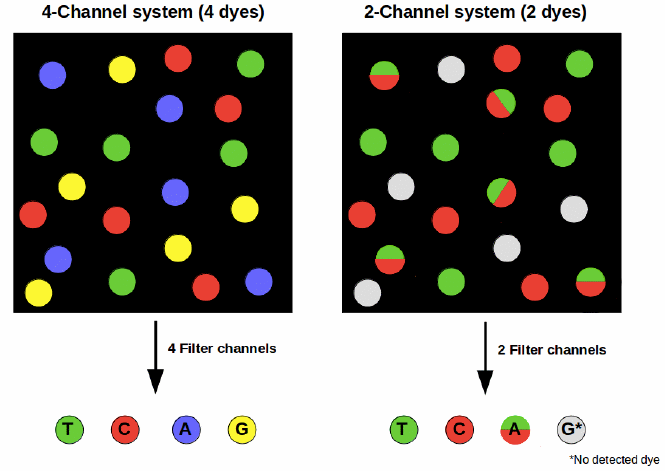 4-Channel system (4 dyes)
2-Channel system (2 dyes)
4 Filter channels
2 Filter channels
T C A G
T C A G*
*No detected dye